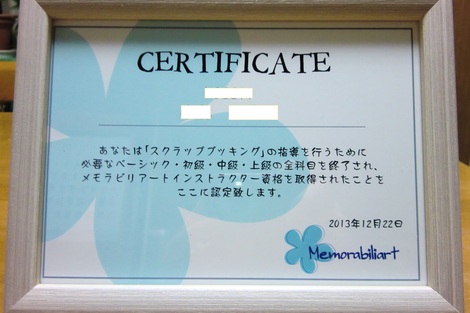 CERTIFICATE
あなたは「スクラップブッキング」の指導を行うために
必要なベーシック・初級・中級・上級の全科目を終了され、
メモラビリアートインストラクター資格を取得されたことを
ここに認定致します。
2013年12月22日
Memorabiliart